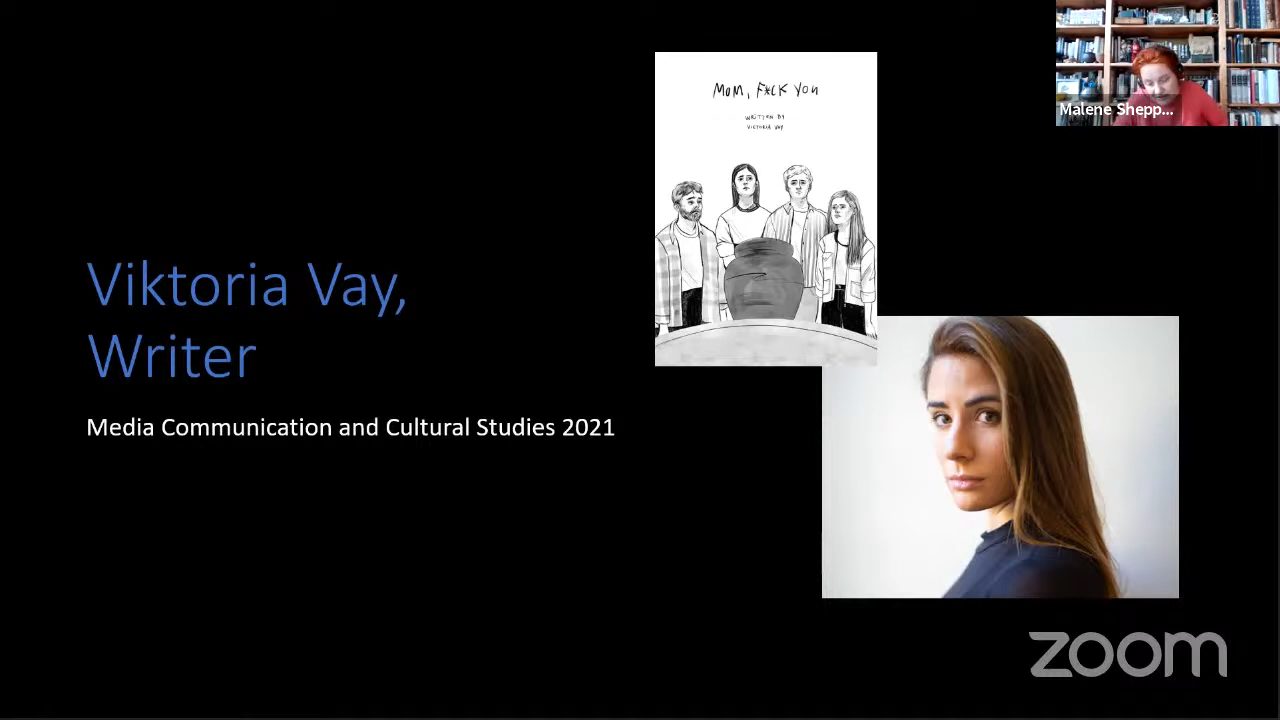 Viktoria Vay,
Writer
Media Communication and Cultural Studies 2021
MOM, F*CK YOU
WRITTEN BY
VICTORIA VAY
Malene Shepp...
zoom